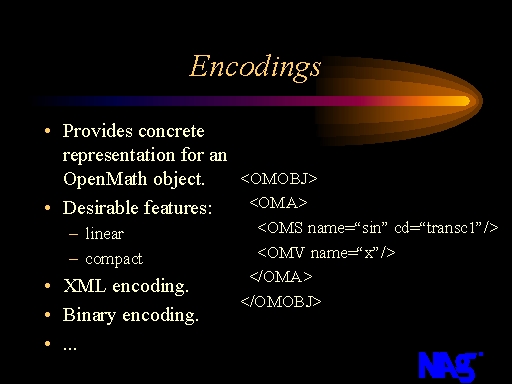 Encodings
• Provides concrete
representation for an
OpenMath object.
• Desirable features:
– linear
– compact
• XML encoding.
• Binary encoding.
• ...
<OMOBJ>
<OMA>
<OMS name=“sin” cd=“transc1”/>
<OMV name=“x”/>
</OMA>
</OMOBJ>
NAg